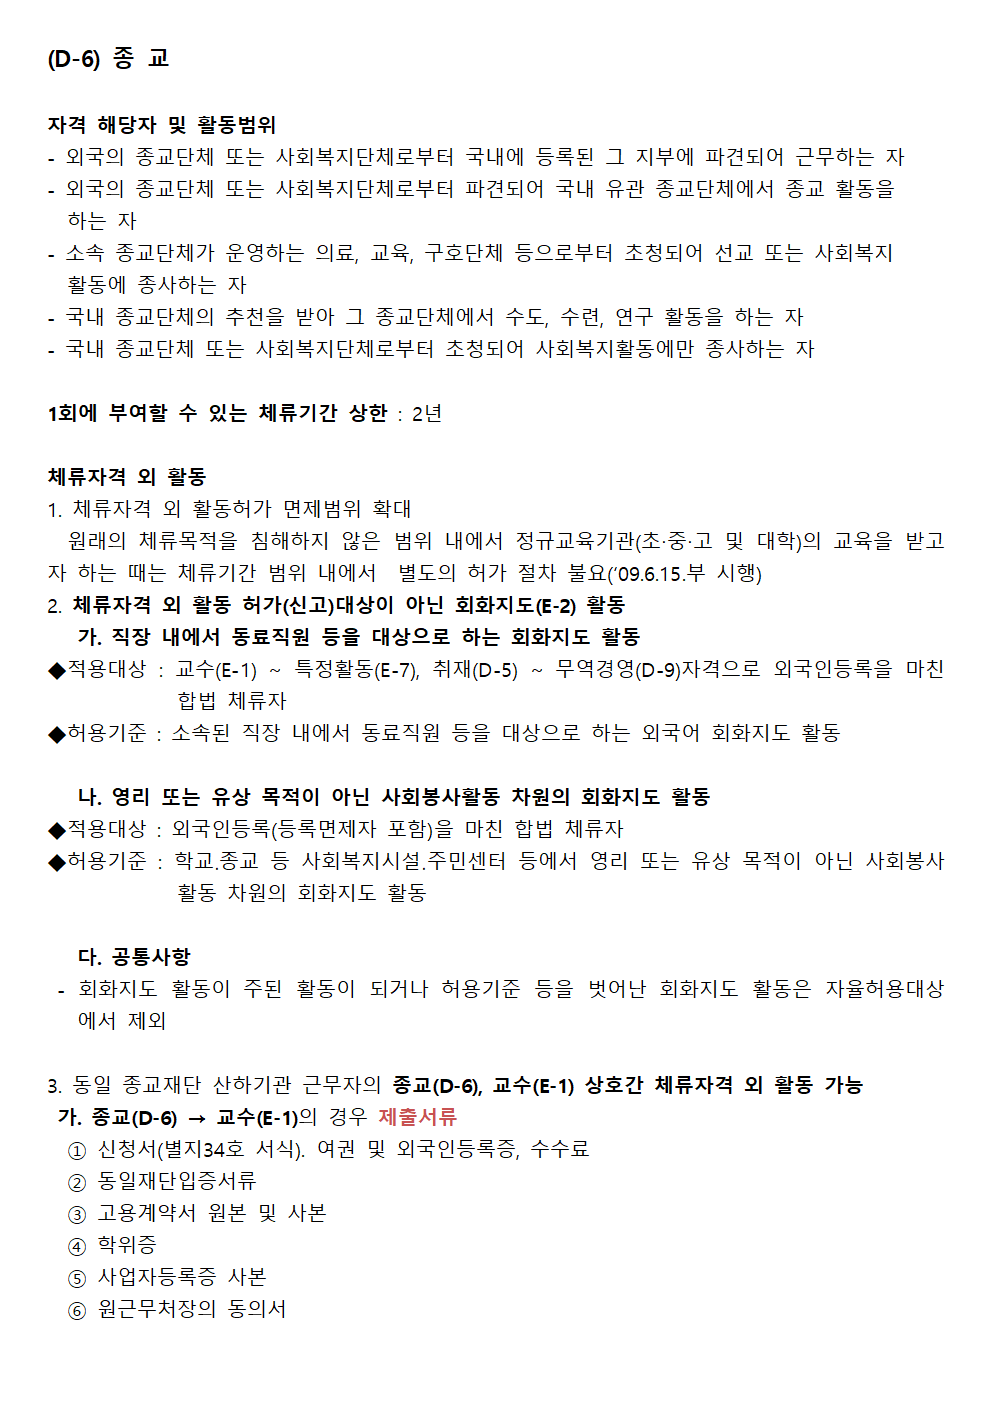 (D-6) 종 교
자격 해당자 및 활동범위
- 외국의 종교단체 또는 사회복지단체로부터 국내에 등록된 그 지부에 파견되어 근무하는 자
- 외국의 종교단체 또는 사회복지단체로부터 파견되어 국내 유관 종교단체에서 종교 활동을
하는 자
- 소속 종교단체가 운영하는 의료, 교육, 구호단체 등으로부터 초청되어 선교 또는 사회복지
활동에 종사하는 자
- 국내 종교단체의 추천을 받아 그 종교단체에서 수도, 수련, 연구 활동을 하는 자
- 국내 종교단체 또는 사회복지단체로부터 초청되어 사회복지활동에만 종사하는 자
1회에 부여할 수 있는 체류기간 상한 : 2년
체류자격 외 활동
1. 체류자격 외 활동허가 면제범위 확대
원래의 체류목적을 침해하지 않은 범위 내에서 정규교육기관(초·중·고 및 대학)의 교육을 받고
자 하는 때는 체류기간 범위 내에서 별도의 허가 절차 불요('09.6.15.부 시행)
2. 체류자격 외 활동 허가(신고)대상이 아닌 회화지도(E-2) 활동
가. 직장 내에서 동료직원 등을 대상으로 하는 회화지도 활동
◆적용대상 : 교수(E-1) ~ 특정활동(E-7), 취재(D-5) ~ 무역경영(D-9)자격으로 외국인등록을 마친
합법 체류자
◆허용기준 : 소속된 직장 내에서 동료직원 등을 대상으로 하는 외국어 회화지도 활동
나. 영리 또는 유상 목적이 아닌 사회봉사활동 차원의 회화지도 활동
◆적용대상 : 외국인등록(등록면제자 포함)을 마친 합법 체류자
◆허용기준 : 학교.종교 등 사회복지시설.주민센터 등에서 영리 또는 유상 목적이 아닌 사회봉사
활동 차원의 회화지도 활동
다. 공통사항
- 회화지도 활동이 주된 활동이 되거나 허용기준 등을 벗어난 회화지도 활동은 자율허용대상
에서 제외
3. 동일 종교재단 산하기관 근무자의 종교(D-6), 교수(E-1) 상호간 체류자격 외 활동 가능
가. 종교(D-6) → 교수(E-1)의 경우 제출서류
① 신청서(별지34호 서식). 여권 및 외국인등록증, 수수료
② 동일재단입증서류
③ 고용계약서 원본 및 사본
④ 학위증
⑤ 사업자등록증 사본
⑥ 원근무처장의 동의서